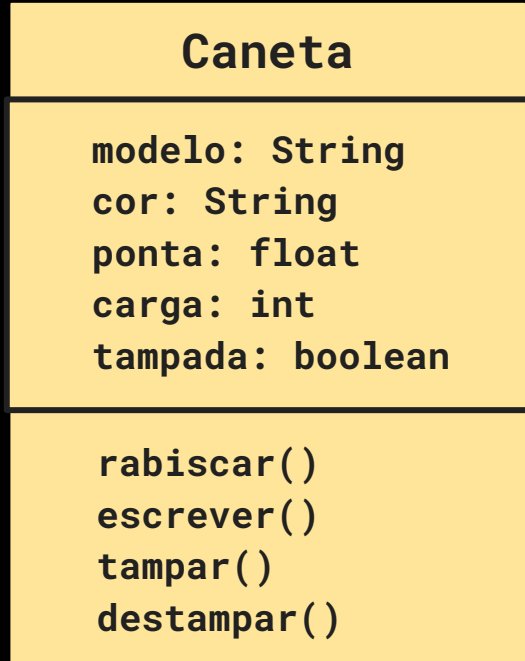 Caneta
modelo: String
cor: String
ponta: float
carga: int
tampada: boolean
rabiscar()
escrever()
tampar()
destampar()